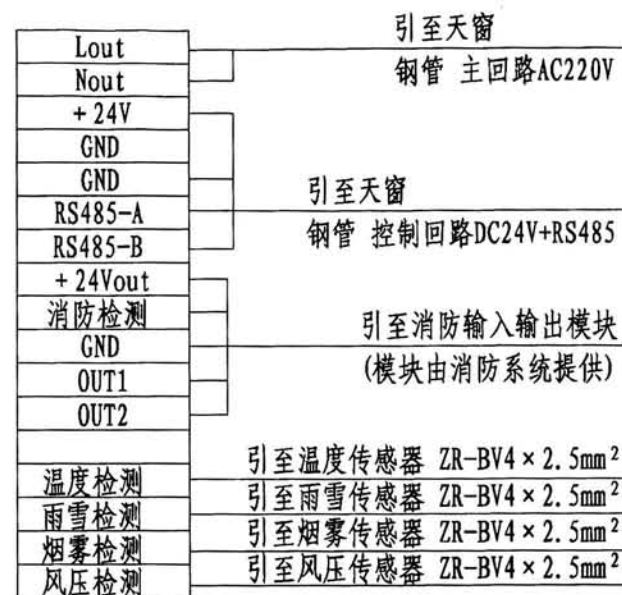 Lout
引至天窗
Nout
钢管 主回路AC220V
+24V
GND
GND
引至天窗
RS485-A
钢管 控制回路DC24V+RS485
RS485-B
+24Vout
消防检测
引至消防输入输出模块
GND
(模块由消防系统提供)
OUT1
OUT2
温度检测
引至温度传感器 ZR-BV4×2.5mm²
雨雪检测
引至雨雪传感器 ZR-BV4×2.5mm²
烟雾检测
引至烟雾传感器 ZR-BV4×2.5mm²
风压检测
引至风压传感器 ZR-BV4×2.5mm²